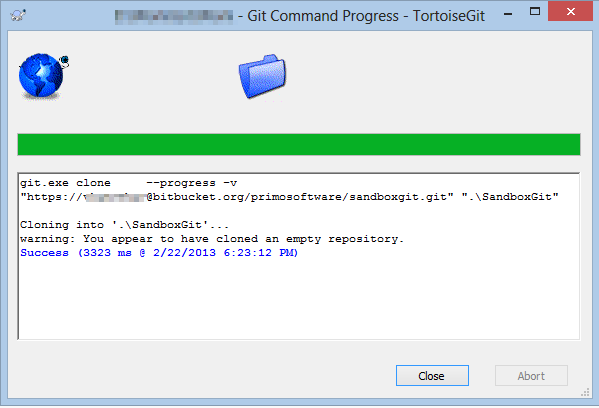 - Git Command Progress - TortoiseGit
git.exe clone --progress -v
"https://@bitbucket.org/primosoftware/sandboxgit.git" ".\SandboxGit"
Cloning into '.\SandboxGit'...
warning: You appear to have cloned an empty repository.
Success (3323 ms @ 2/22/2013 6:23:12 PM)
Close Abort